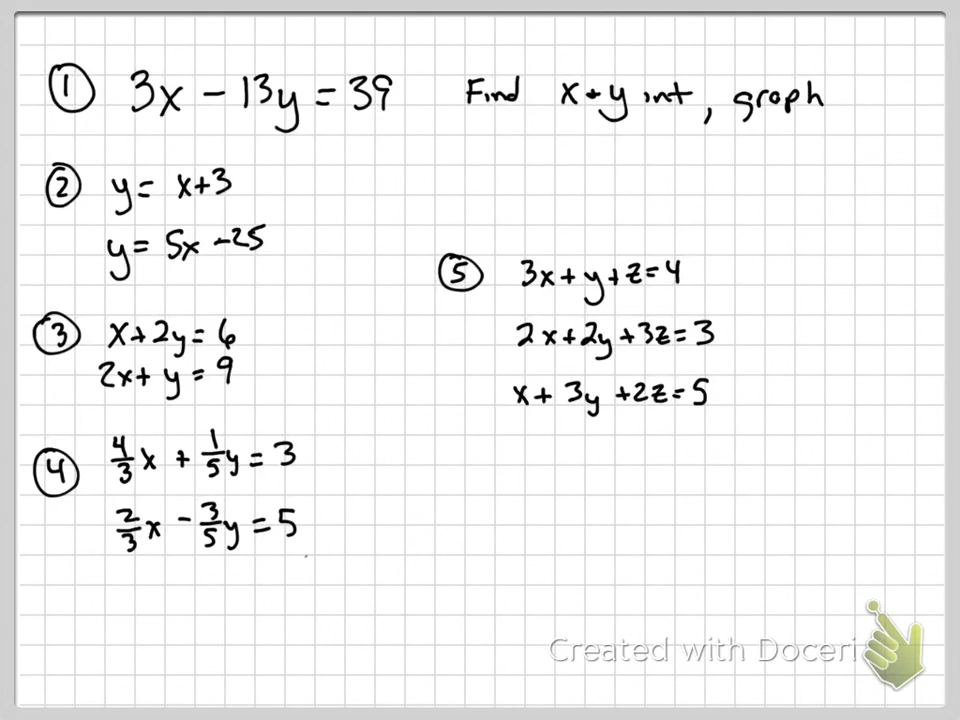 ① 3x - 13y = 39 Find x + y int, graph
② y = x+3
y = 5x -25
③ x+2y = 6
2x+ y = 9
④ 4/3x + 1/5y = 3
2/3x - 3/5y = 5
⑤ 3x+y+z=4
2x+2y+3z=3
x+3y+2z=5
Created with Doceri